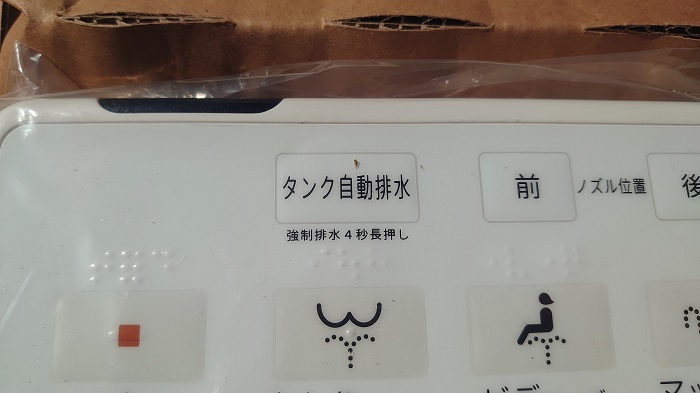 タンク自動排水
強制排水4秒長押し
前 ノズル位置 後